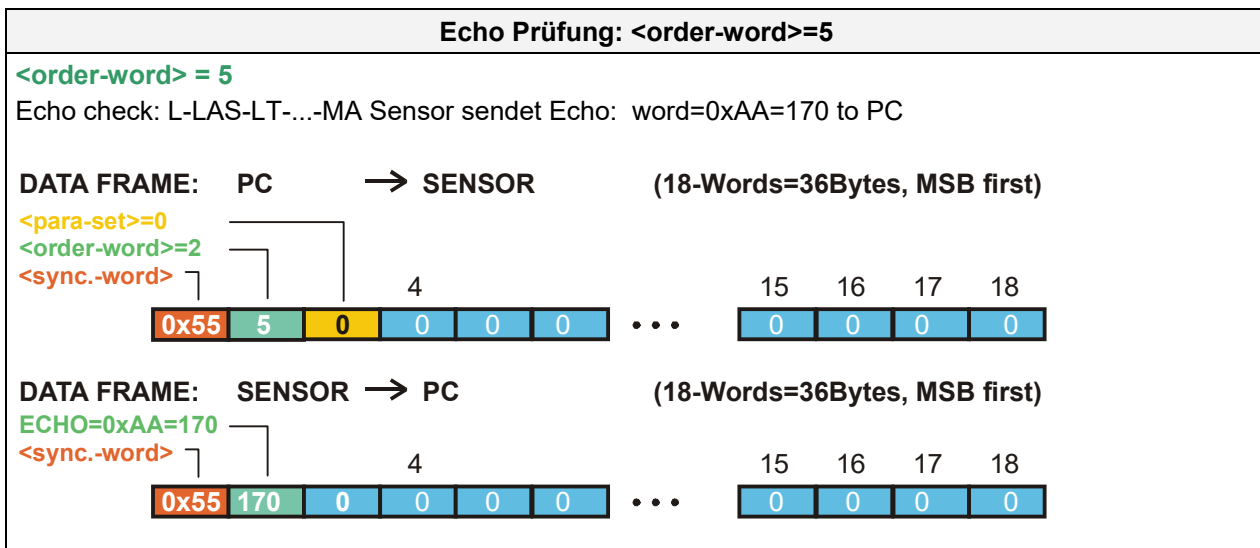 Echo Prüfung: <order-word>=5
<order-word> = 5
Echo check: L-LAS-LT-...-MA Sensor sendet Echo: word=0xAA=170 to PC
DATA FRAME: PC → SENSOR (18-Words=36Bytes, MSB first)
<para-set>=0
<order-word>=2
<sync.-word>
4 15 16 17 18
0x55 5 0 0 0 0 • • • 0 0 0 0
DATA FRAME: SENSOR → PC (18-Words=36Bytes, MSB first)
ECHO=0xAA=170
<sync.-word>
4 15 16 17 18
0x55 170 0 0 0 0 • • • 0 0 0 0